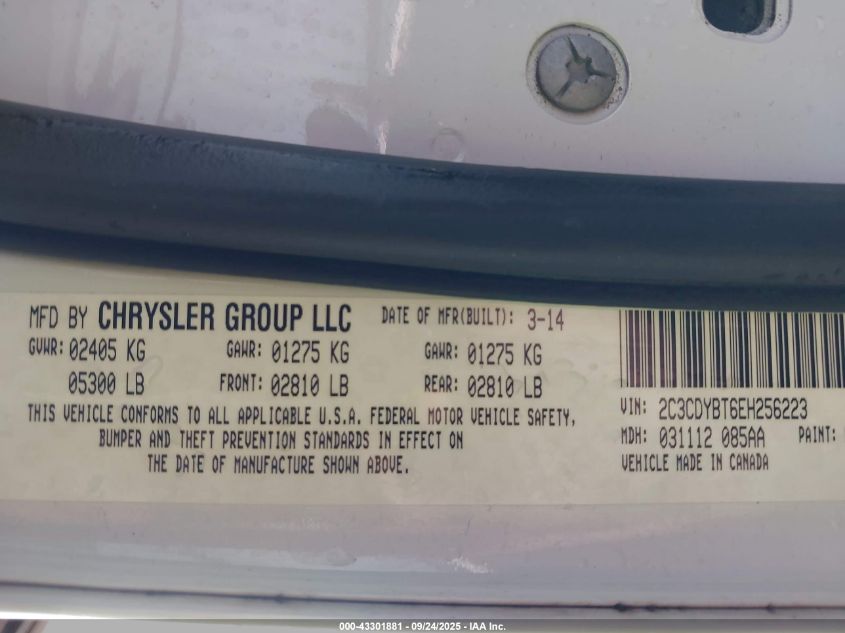 MFD BY CHRYSLER GROUP LLC DATE OF MFR(BUILT): 3-14
GVWR: 02405 KG GAWR: 01275 KG GAWR: 01275 KG
05300 LB FRONT: 02810 LB REAR: 02810 LB
THIS VEHICLE CONFORMS TO ALL APPLICABLE U.S.A. FEDERAL MOTOR VEHICLE SAFETY,
BUMPER AND THEFT PREVENTION STANDARDS IN EFFECT ON
THE DATE OF MANUFACTURE SHOWN ABOVE.
VIN: 2C3CDYBT6EH256223
MDH: 031112 085AA PAINT:
VEHICLE MADE IN CANADA
000-43301881 - 09/24/2025 - IAA Inc.